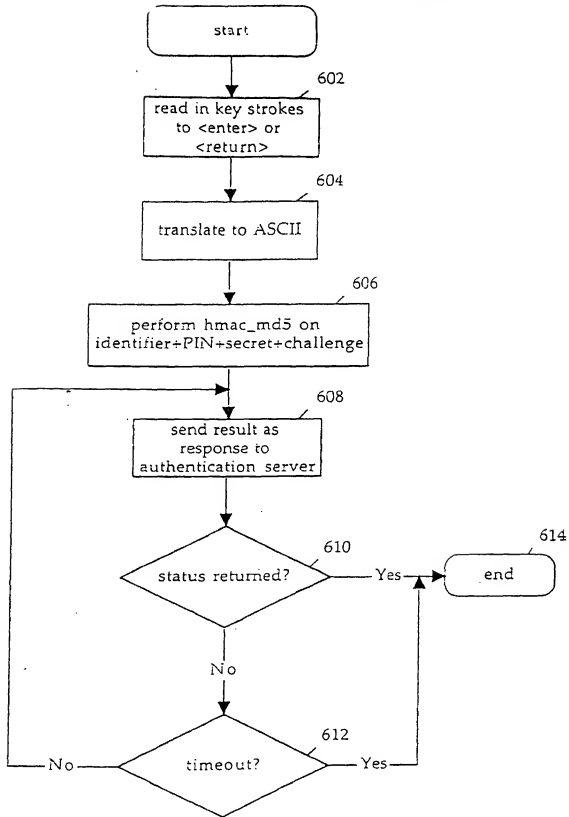 start
602
read in key strokes
to <enter> or
<return>
604
translate to ASCII
606
perform hmac_md5 on
identifier+PIN+secret+challenge
608
send result as
response to
authentication server
610
status returned?
Yes
614
end
No
612
timeout?
No
Yes